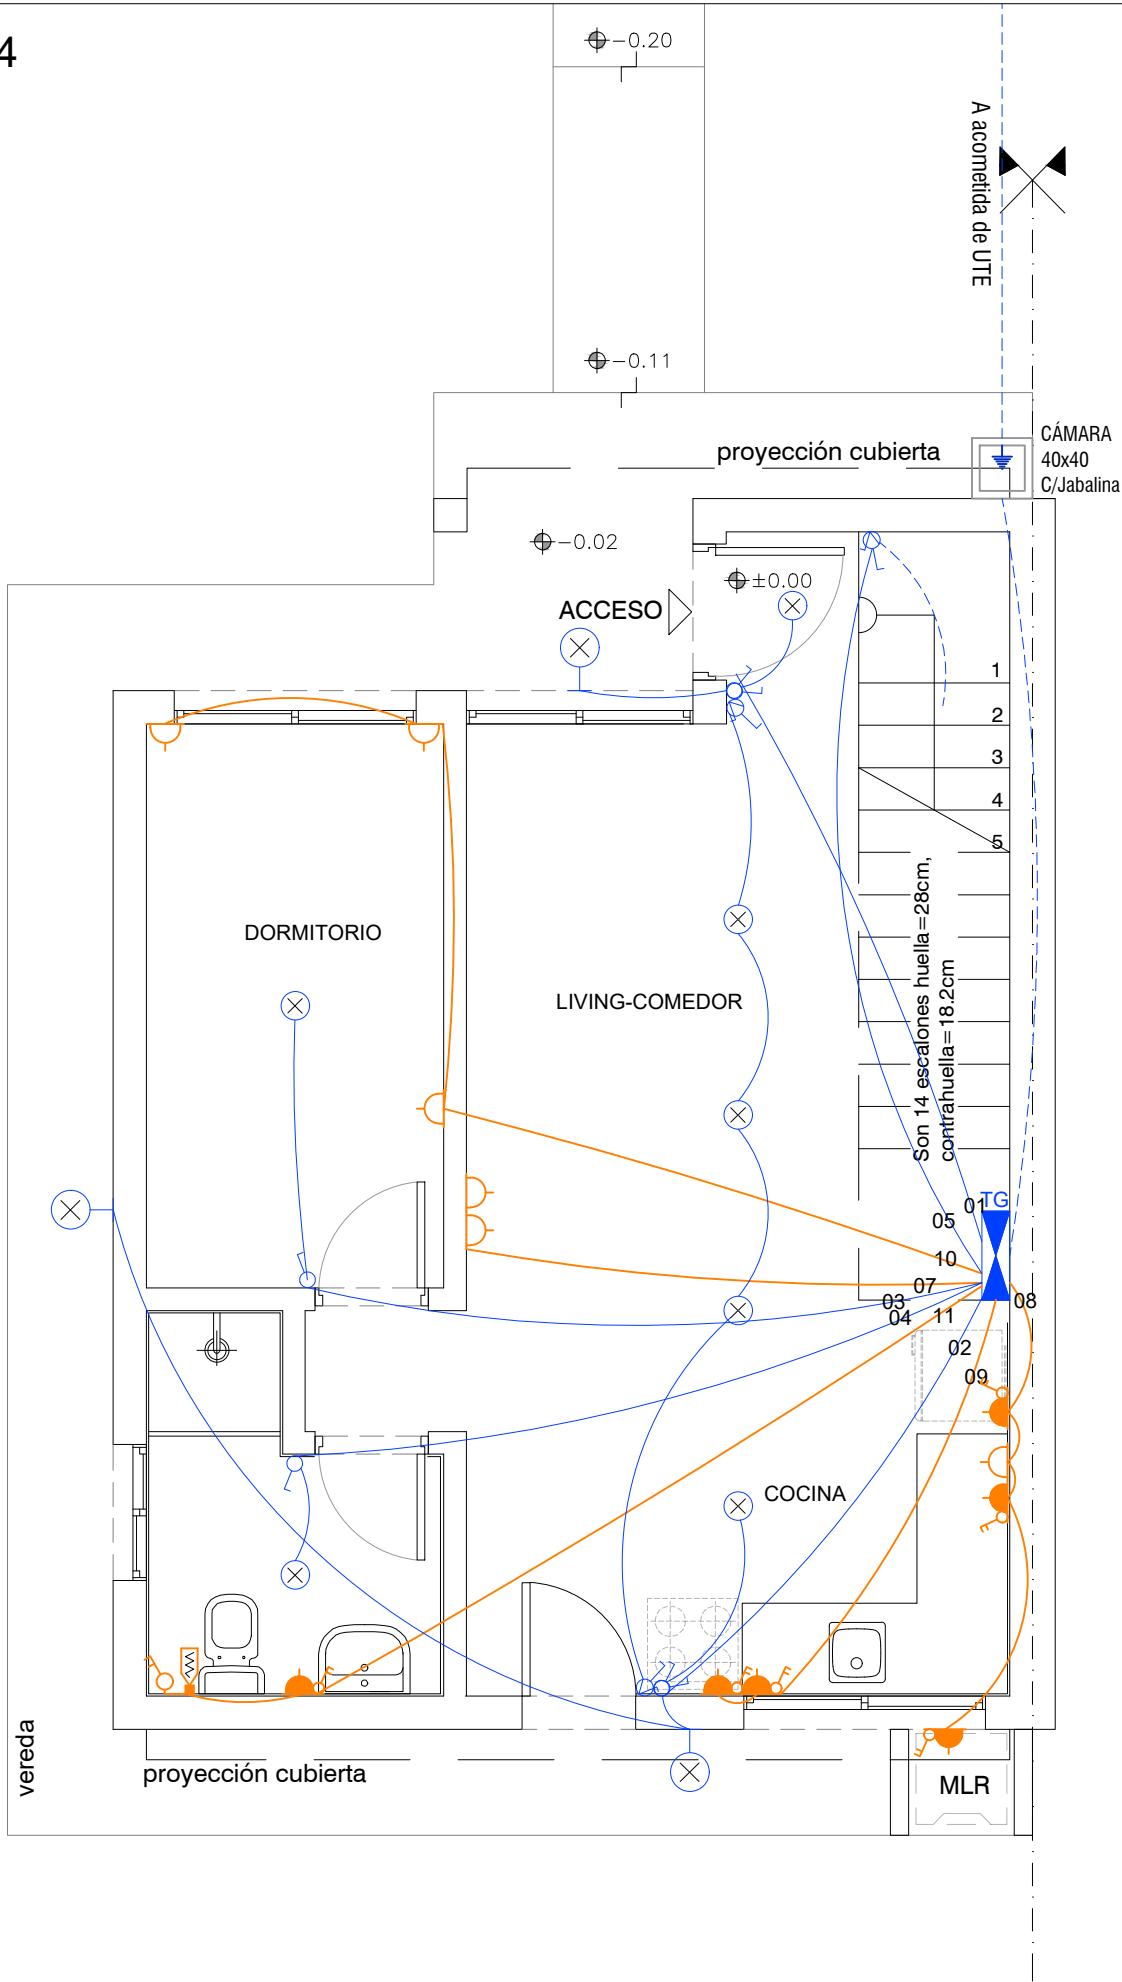 4
-0.20
A acometida de UTE
-0.11
CÁMARA
40x40
C/Jabalina
proyección cubierta
-0.02
±0.00
ACCESO
1
2
3
4
5
Son 14 escalones huella=28cm,
contrahuella=18.2cm
DORMITORIO
LIVING-COMEDOR
TG
01
05
10
07
03
08
04
11
02
09
COCINA
vereda
proyección cubierta
MLR